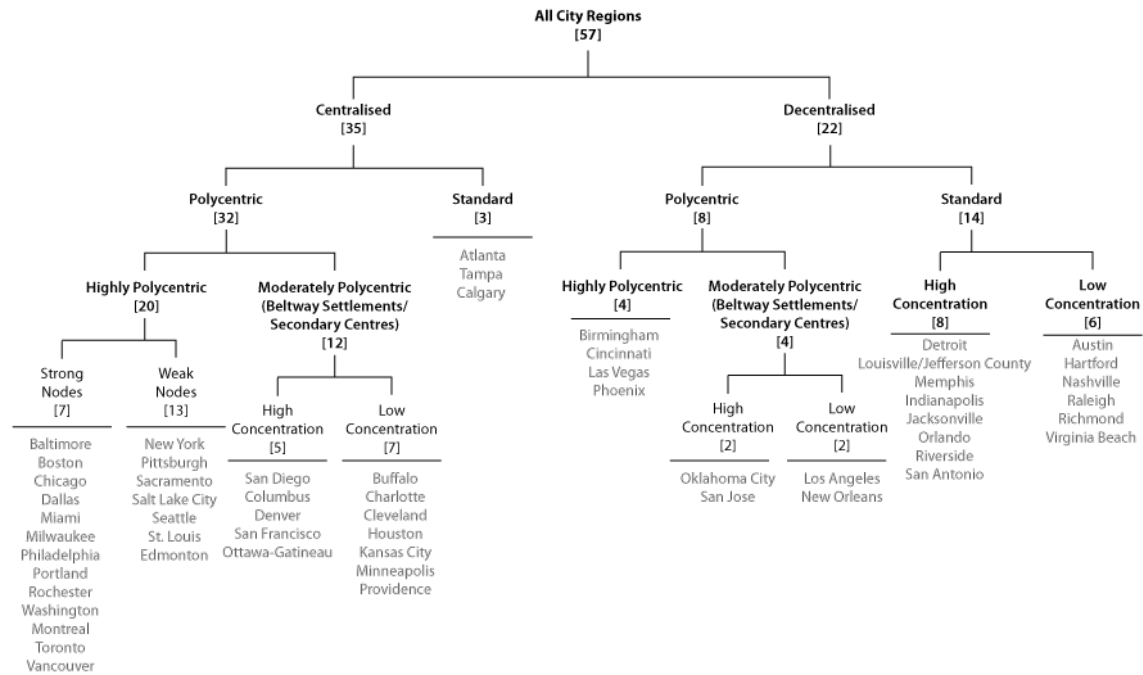 All City Regions
[57]
Centralised
[35]
Decentralised
[22]
Polycentric
[32]
Standard
[3]
Atlanta
Tampa
Calgary
Polycentric
[8]
Standard
[14]
Highly Polycentric
[20]
Moderately Polycentric
(Beltway Settlements/
Secondary Centres)
[12]
Highly Polycentric
[4]
Birmingham
Cincinnati
Las Vegas
Phoenix
Moderately Polycentric
(Beltway Settlements/
Secondary Centres)
[4]
High
Concentration
[8]
Detroit
Louisville/Jefferson County
Memphis
Indianapolis
Jacksonville
Orlando
Riverside
San Antonio
Low
Concentration
[6]
Austin
Hartford
Nashville
Raleigh
Richmond
Virginia Beach
Strong
Nodes
[7]
Baltimore
Boston
Chicago
Dallas
Miami
Milwaukee
Philadelphia
Portland
Rochester
Washington
Montreal
Toronto
Vancouver
Weak
Nodes
[13]
New York
Pittsburgh
Sacramento
Salt Lake City
Seattle
St. Louis
Edmonton
High
Concentration
[5]
San Diego
Columbus
Denver
San Francisco
Ottawa-Gatineau
Low
Concentration
[7]
Buffalo
Charlotte
Cleveland
Houston
Kansas City
Minneapolis
Providence
High
Concentration
[2]
Oklahoma City
San Jose
Low
Concentration
[2]
Los Angeles
New Orleans